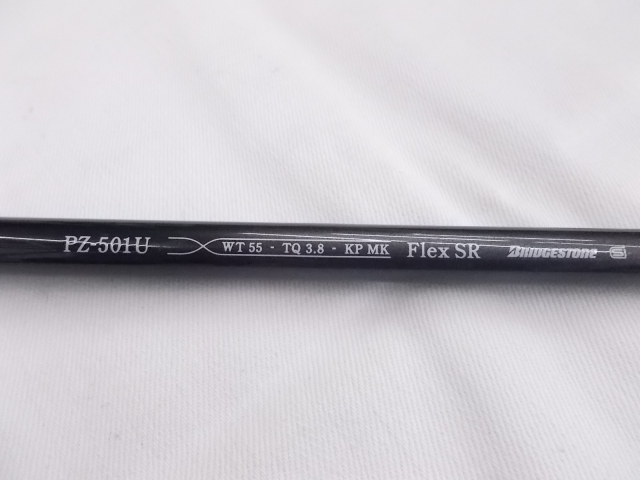 PZ-501U WT 55 - TQ 3.8 - KP MK Flex SR BRIDGESTONE